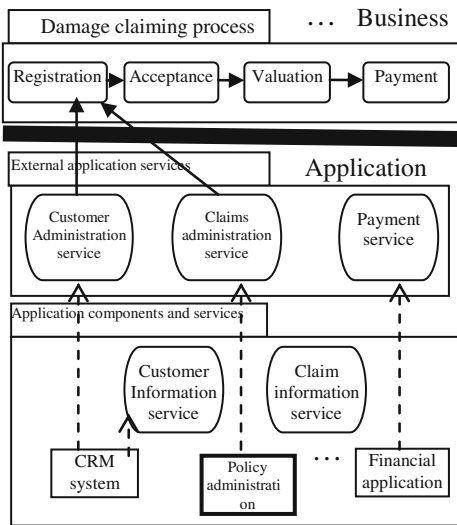 Damage claiming process
... Business
Registration
Acceptance
Valuation
Payment
External application services
Application
Customer
Administration
service
Claims
administration
service
Payment
service
Application components and services
Customer
Information
service
Claim
information
service
CRM
system
Policy
administrati
on
...
Financial
application